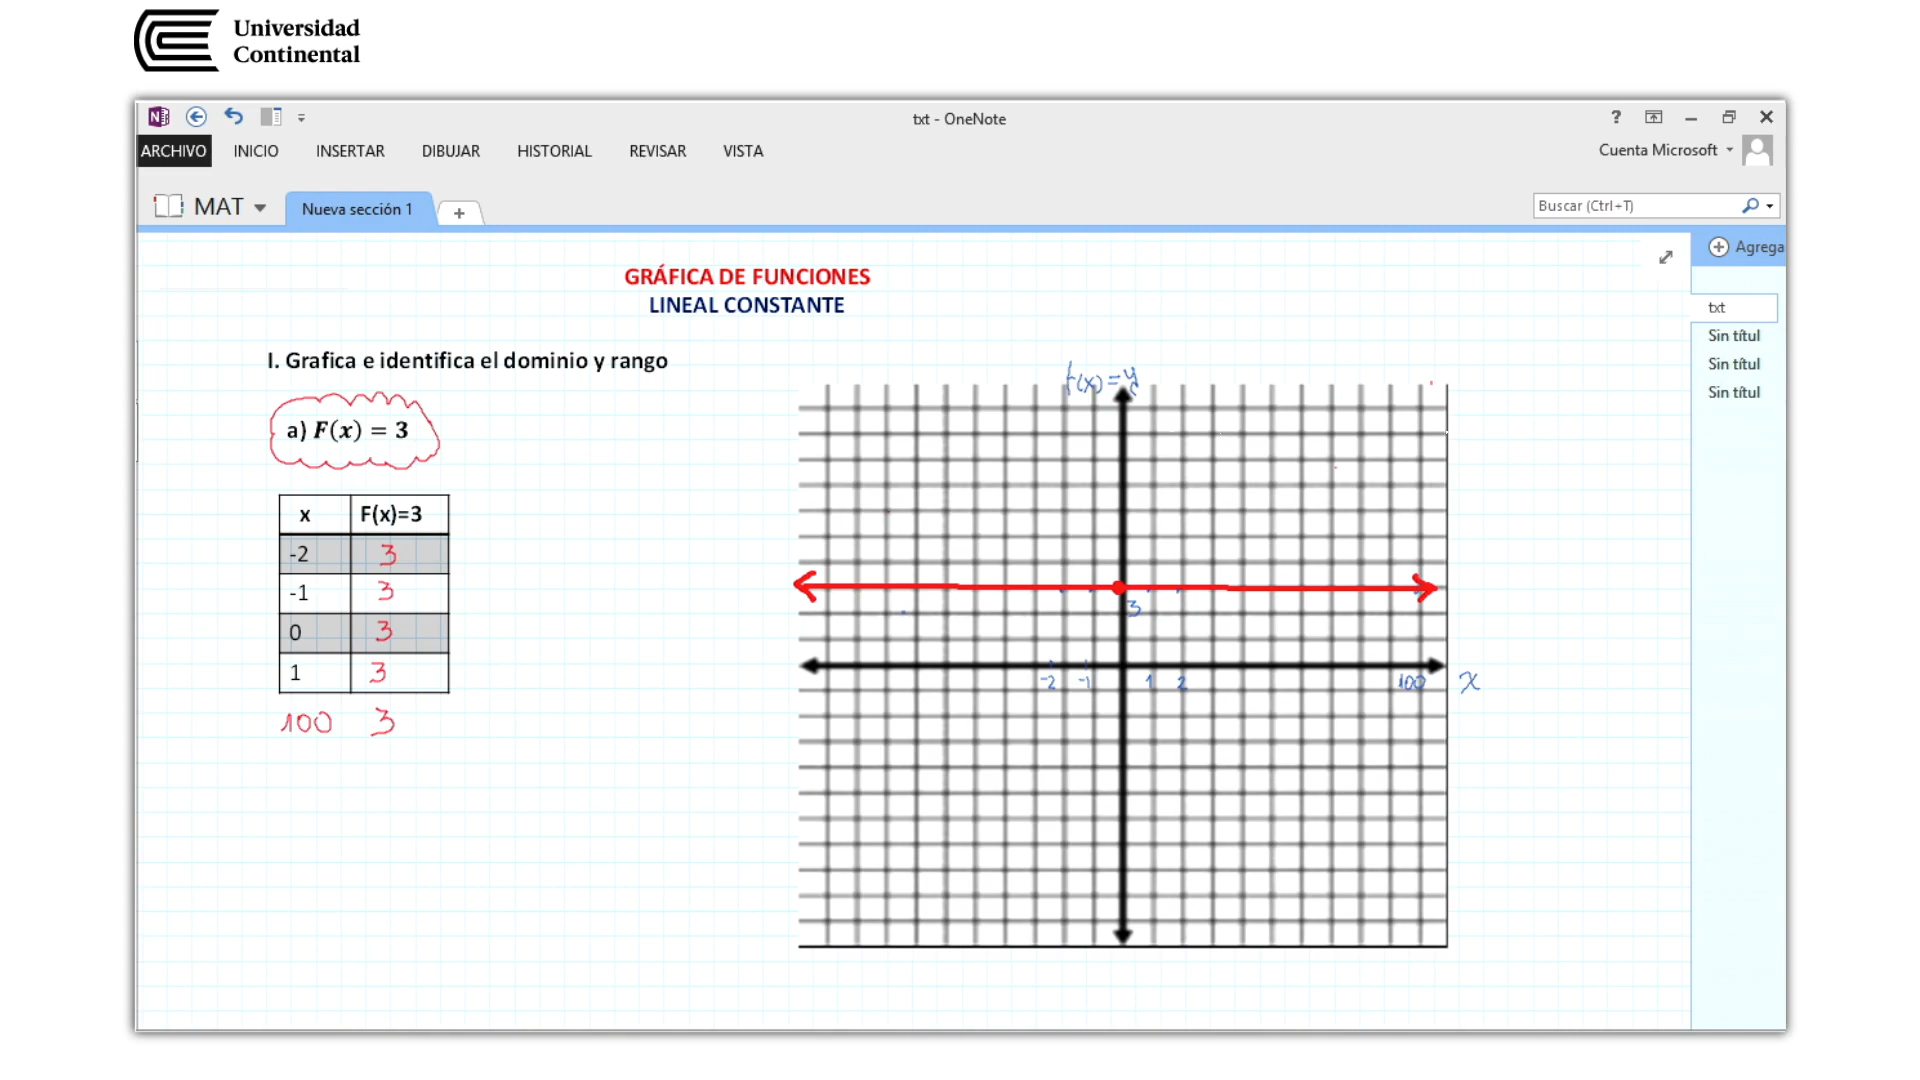 Universidad
Continental
txt - OneNote
?
ARCHIVO INICIO INSERTAR DIBUJAR HISTORIAL REVISAR VISTA
Cuenta Microsoft
MAT
Nueva sección 1
+
Buscar (Ctrl+T)
Agrega
txt
Sin títul
Sin títul
Sin títul
GRÁFICA DE FUNCIONES
LINEAL CONSTANTE
I. Grafica e identifica el dominio y rango
a) F(x) = 3
x F(x)=3
-2 3
-1 3
0 3
1 3
100 3
f(x)=y
3
-2 -1 1 2 100 x